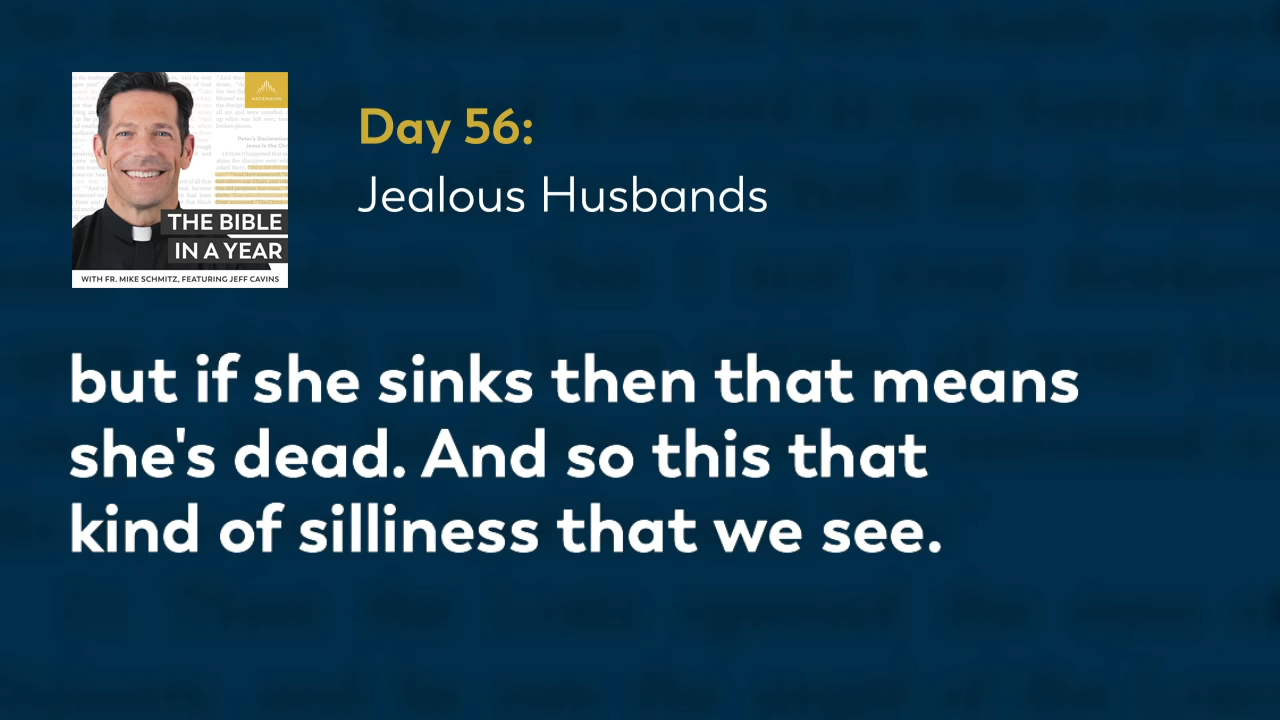 ASCENSION
THE BIBLE
IN A YEAR
WITH FR. MIKE SCHMITZ, FEATURING JEFF CAVINS
Day 56:
Jealous Husbands
but if she sinks then that means
she's dead. And so this that
kind of silliness that we see.